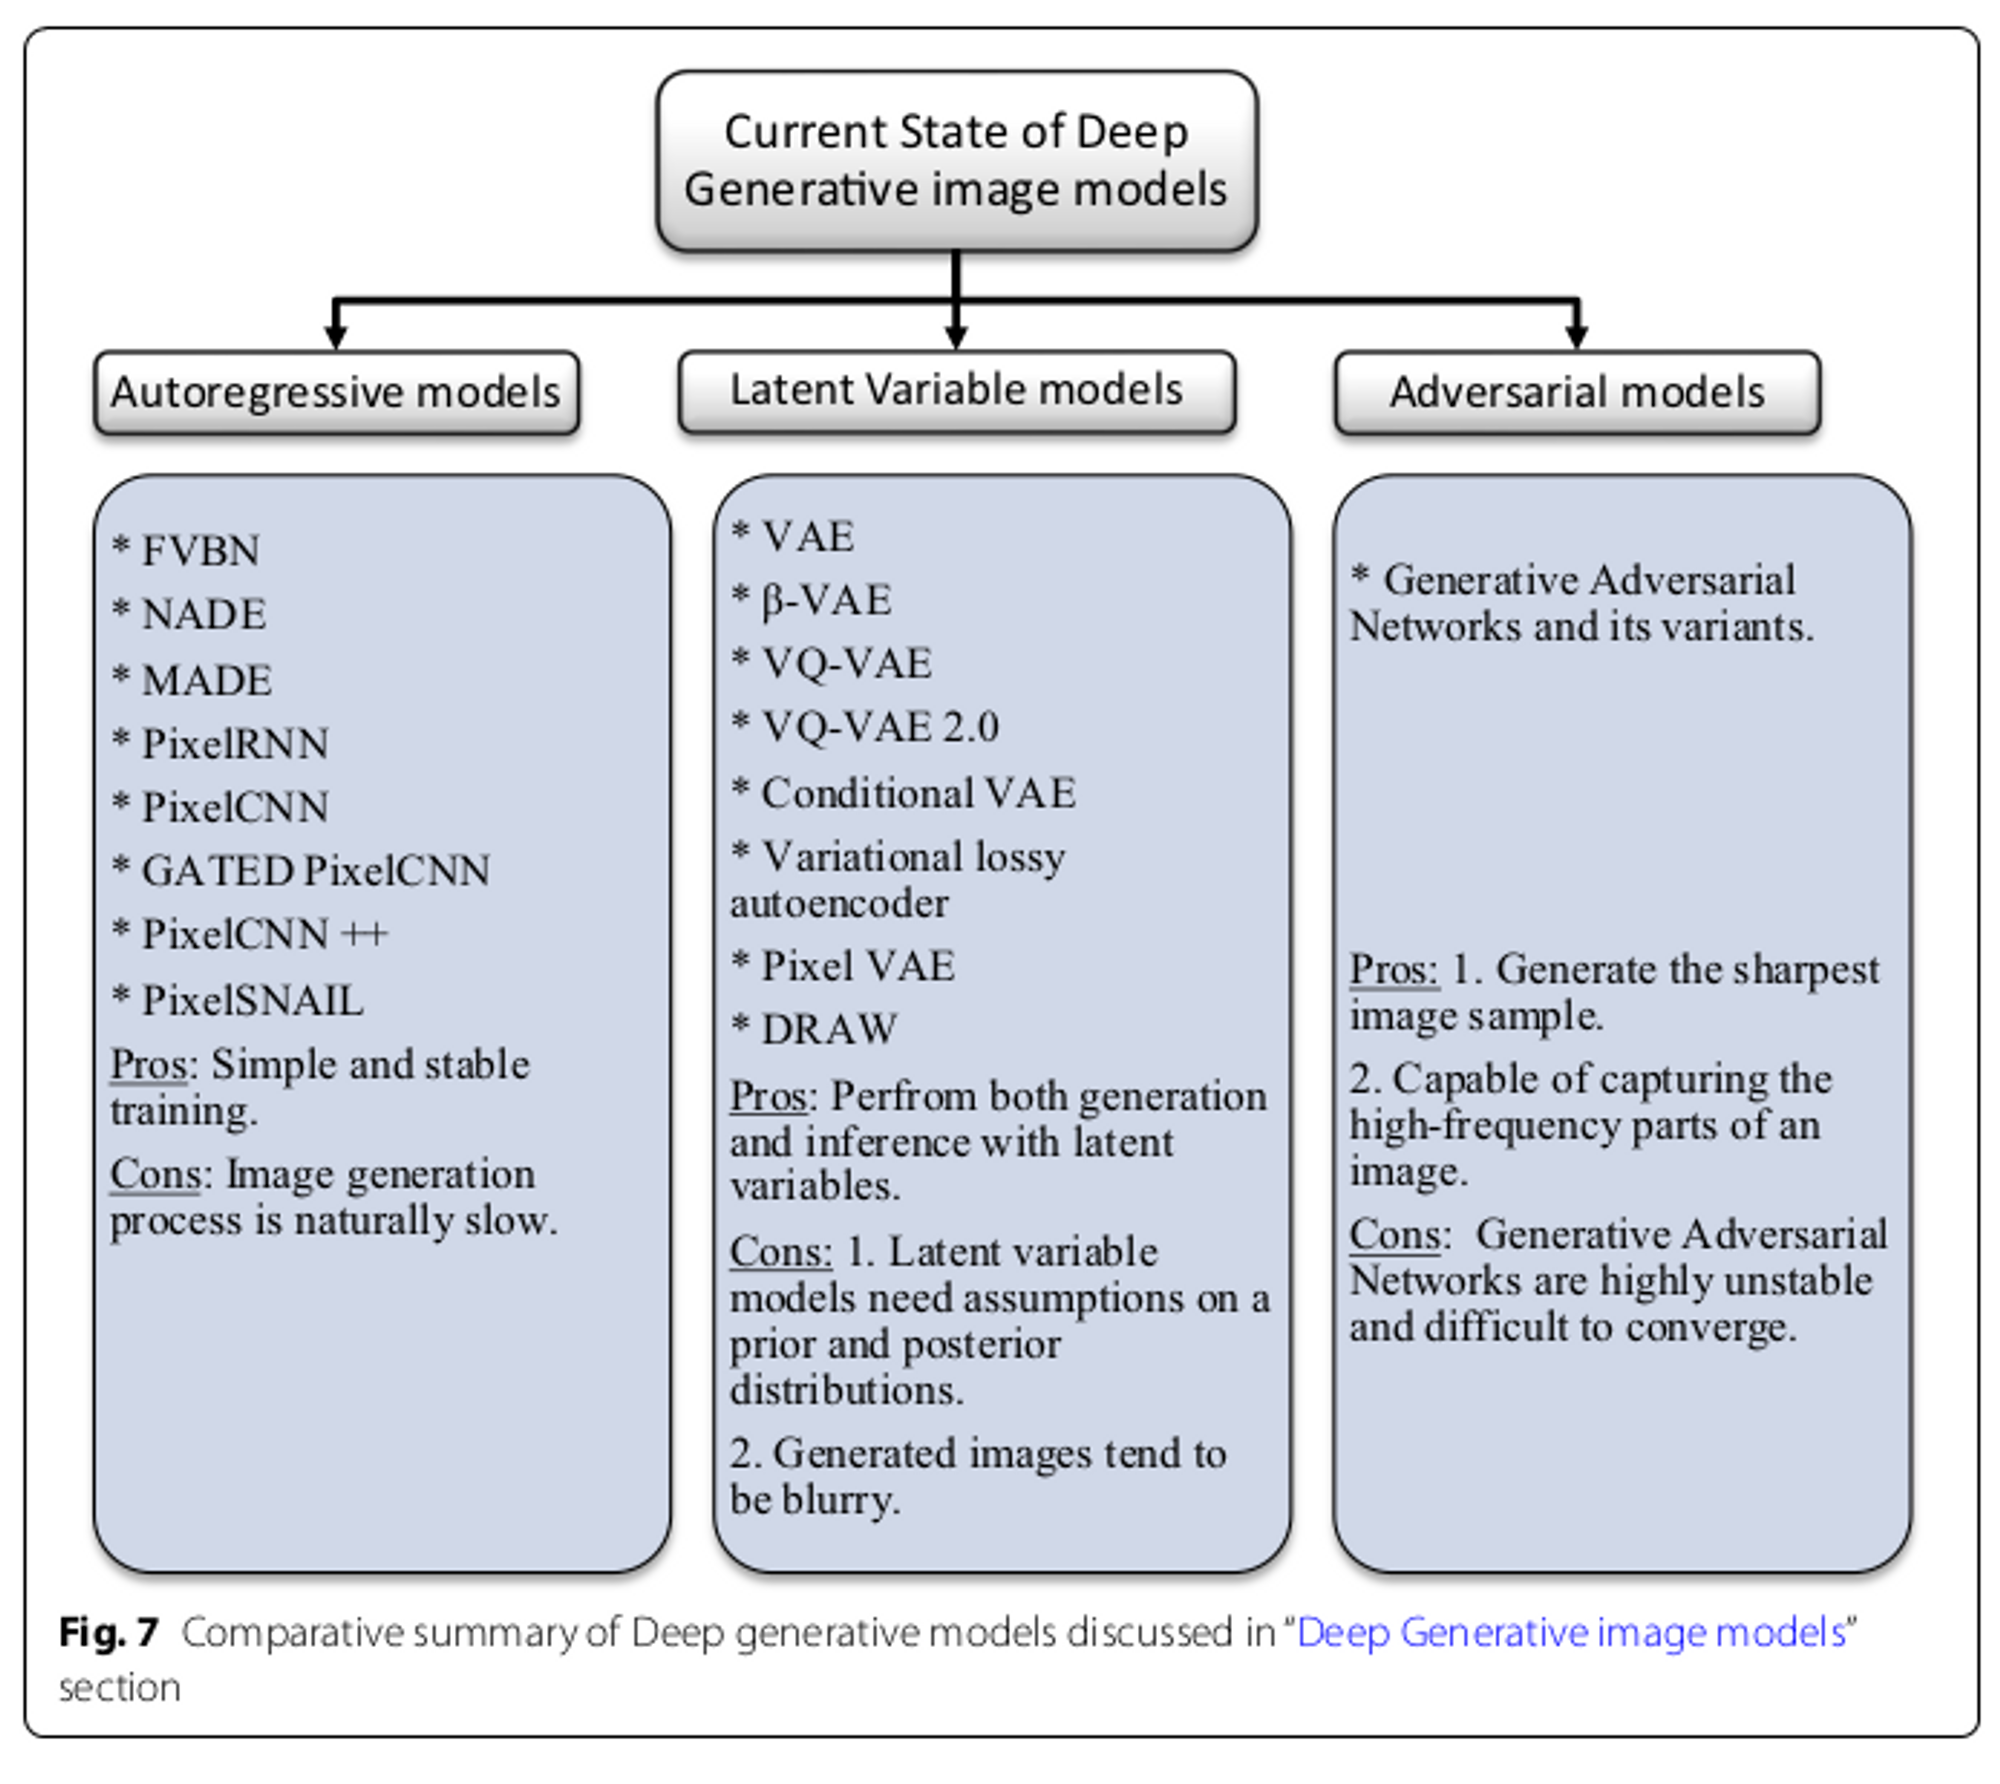 Current State of Deep
Generative image models
Autoregressive models
Latent Variable models
Adversarial models
* FVBN
* NADE
* MADE
* PixelRNN
* PixelCNN
* GATED PixelCNN
* PixelCNN ++
* PixelSNAIL
Pros: Simple and stable
training.
Cons: Image generation
process is naturally slow.
* VAE
* β-VAE
* VQ-VAE
* VQ-VAE 2.0
* Conditional VAE
* Variational lossy
autoencoder
* Pixel VAE
* DRAW
Pros: Perfrom both generation
and inference with latent
variables.
Cons: 1. Latent variable
models need assumptions on a
prior and posterior
distributions.
2. Generated images tend to
be blurry.
* Generative Adversarial
Networks and its variants.
Pros: 1. Generate the sharpest
image sample.
2. Capable of capturing the
high-frequency parts of an
image.
Cons:  Generative Adversarial
Networks are highly unstable
and difficult to converge.
Fig. 7  Comparative summary of Deep generative models discussed in “Deep Generative image models”
section